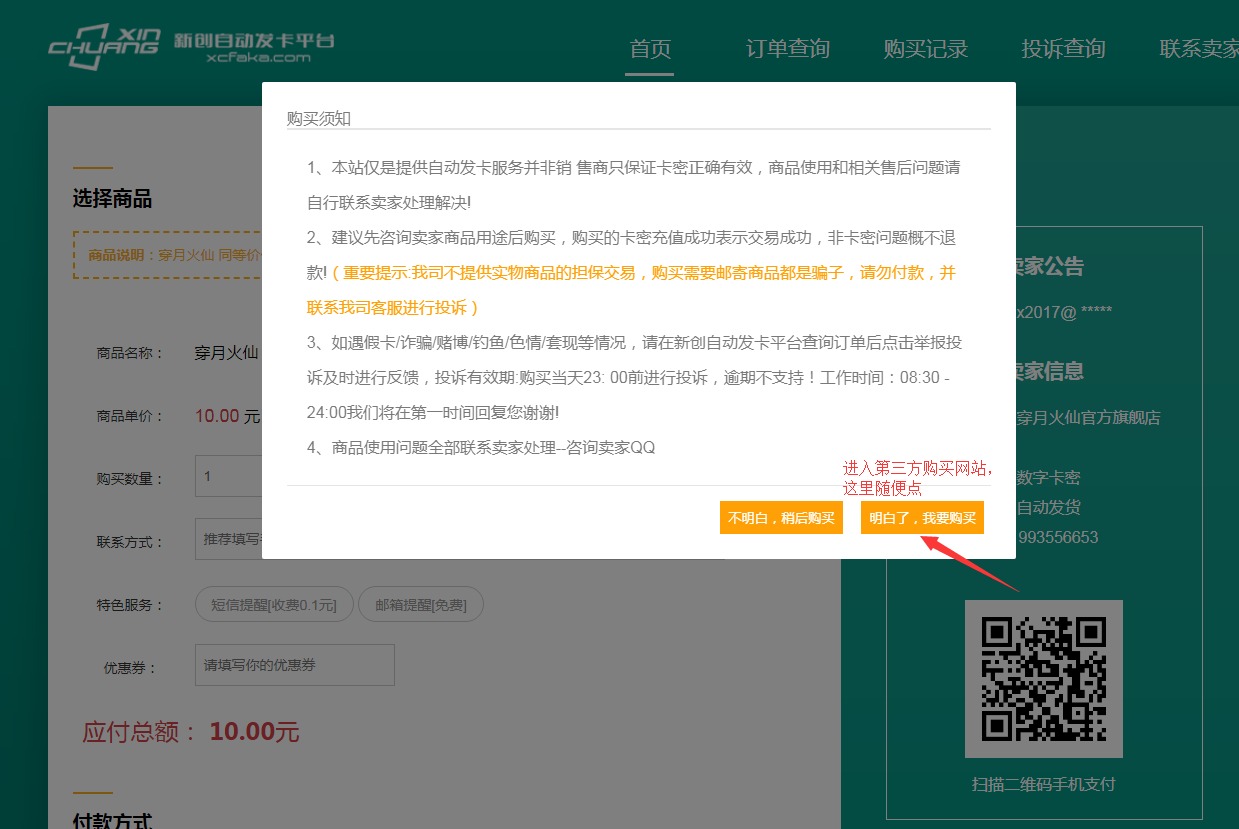 XIN
CHUANG
新创自动发卡平台
xcfaka.com
首页
订单查询
购买记录
投诉查询
联系卖家
购买须知
1、本站仅是提供自动发卡服务并非销 售商只保证卡密正确有效，商品使用和相关售后问题请
自行联系卖家处理解决!
2、建议先咨询卖家商品用途后购买，购买的卡密充值成功表示交易成功，非卡密问题概不退
款!（重要提示:我司不提供实物商品的担保交易，购买需要邮寄商品都是骗子，请勿付款，并
联系我司客服进行投诉）
3、如遇假卡/诈骗/赌博/钓鱼/色情/套现等情况，请在新创自动发卡平台查询订单后点击举报投
诉及时进行反馈，投诉有效期:购买当天23: 00前进行投诉，逾期不支持！工作时间：08:30 -
24:00我们将在第一时间回复您谢谢!
4、商品使用问题全部联系卖家处理--咨询卖家QQ
进入第三方购买网站，
这里随便点
不明白，稍后购买
明白了，我要购买
选择商品
商品说明：穿月火仙 同等价
商品名称：
穿月火仙
商品单价：
10.00 元
购买数量：
1
联系方式：
推荐填写
特色服务：
短信提醒[收费0.1元]
邮箱提醒[免费]
优惠券：
请填写你的优惠券
应付总额： 10.00元
付款方式
卖家公告
x2017@ *****
卖家信息
穿月火仙官方旗舰店
数字卡密
自动发货
993556653
扫描二维码手机支付